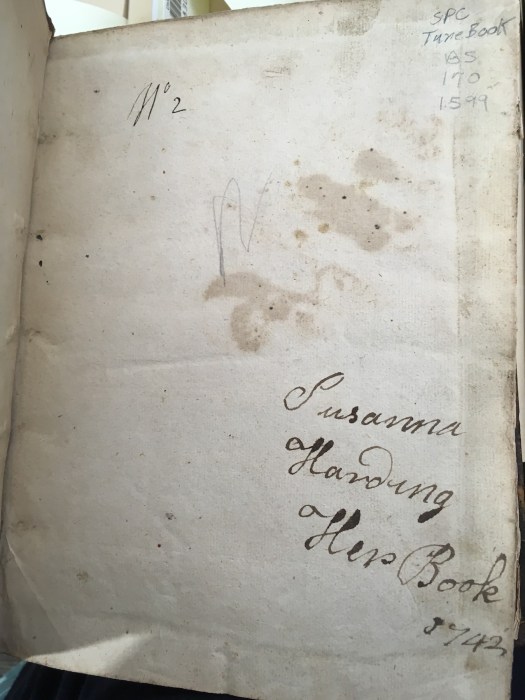 SPC
Tune Book
BS
170
1599
No 2
N
Susanna
Harding
Her Book
1742